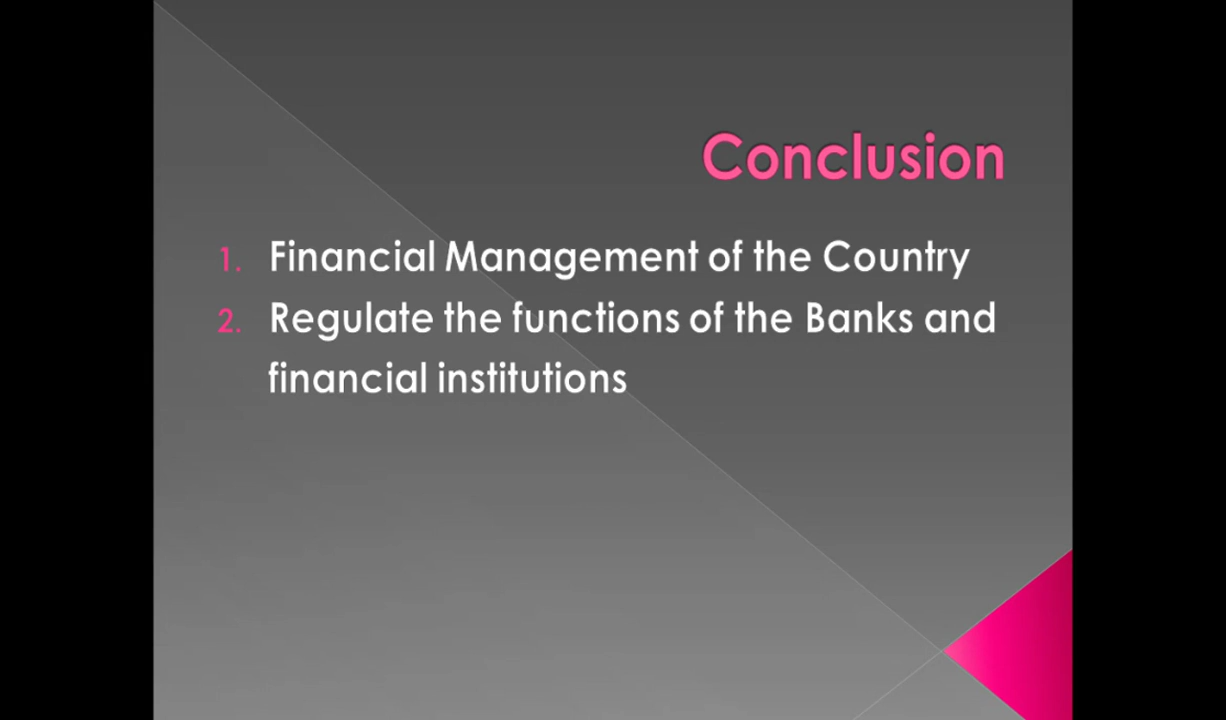 Conclusion
1. Financial Management of the Country
2. Regulate the functions of the Banks and
financial institutions